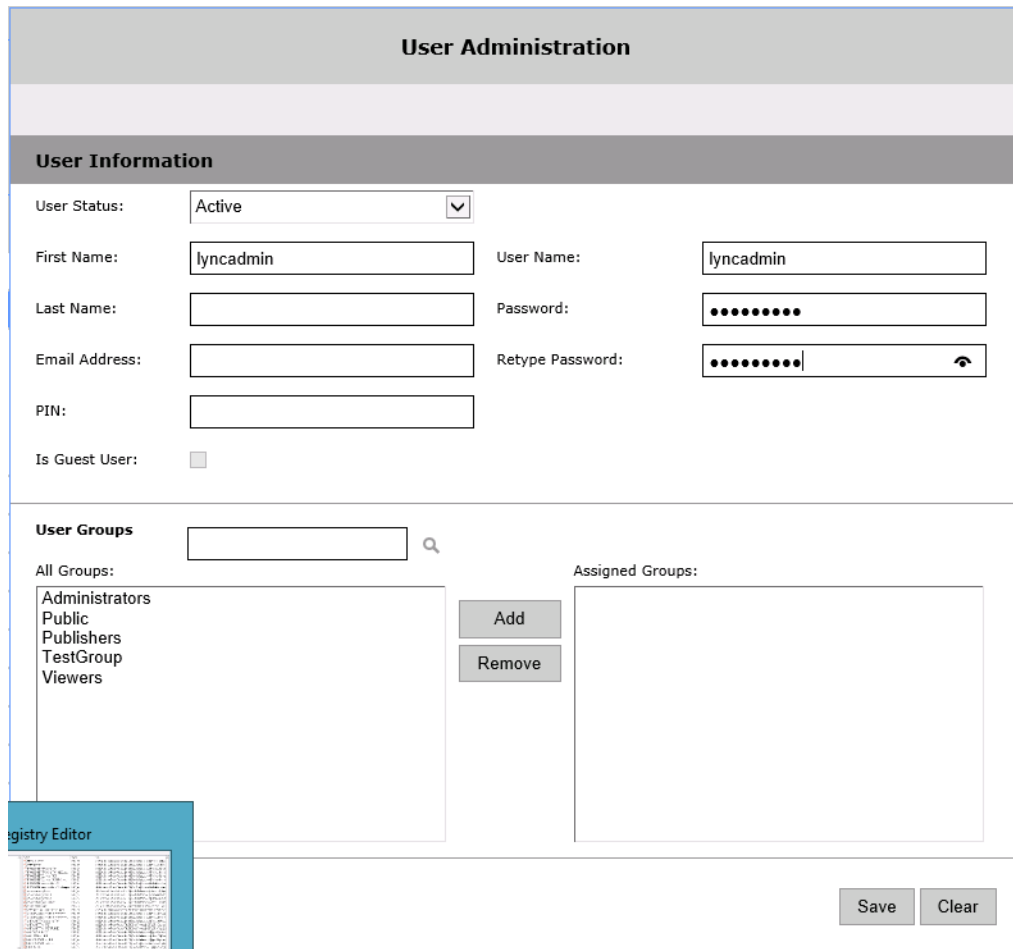 User Administration
User Information
User Status: Active
First Name: lyncadmin User Name: lyncadmin
Last Name: Password: •••••••••
Email Address: Retype Password: •••••••••
PIN:
Is Guest User:
User Groups
All Groups: Assigned Groups:
Administrators
Public
Publishers
TestGroup
Viewers
Add
Remove
egistry Editor
Save Clear